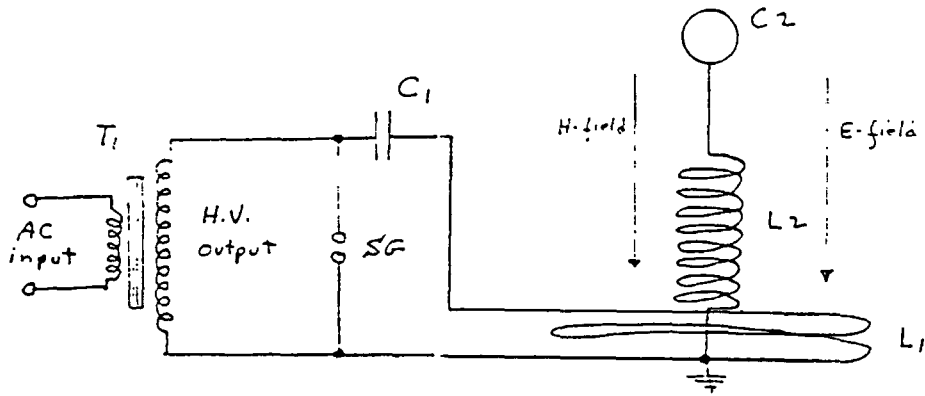 C2
C1
T1
H-field
E-field
H.V.
output
AC
input
SG
L2
L1